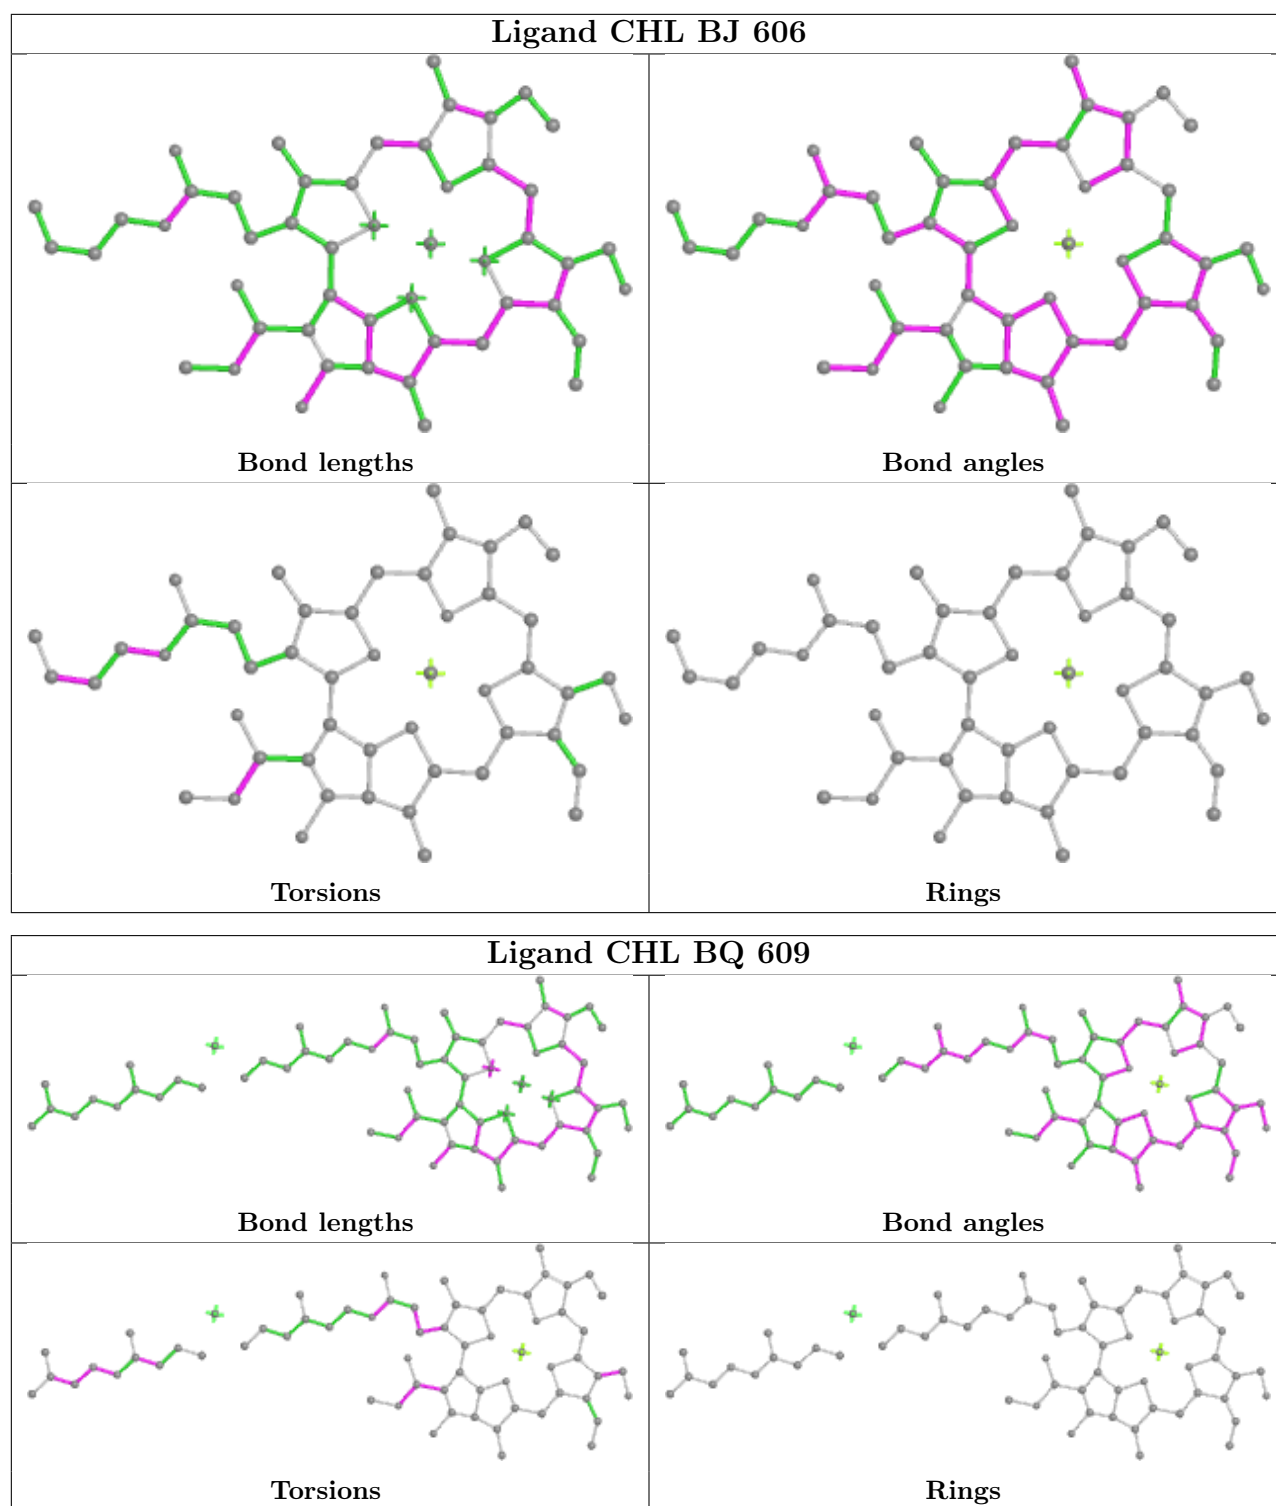 Ligand CHL BJ 606
Bond lengths
Bond angles
Torsions
Rings
Ligand CHL BQ 609
Bond lengths
Bond angles
Torsions
Rings